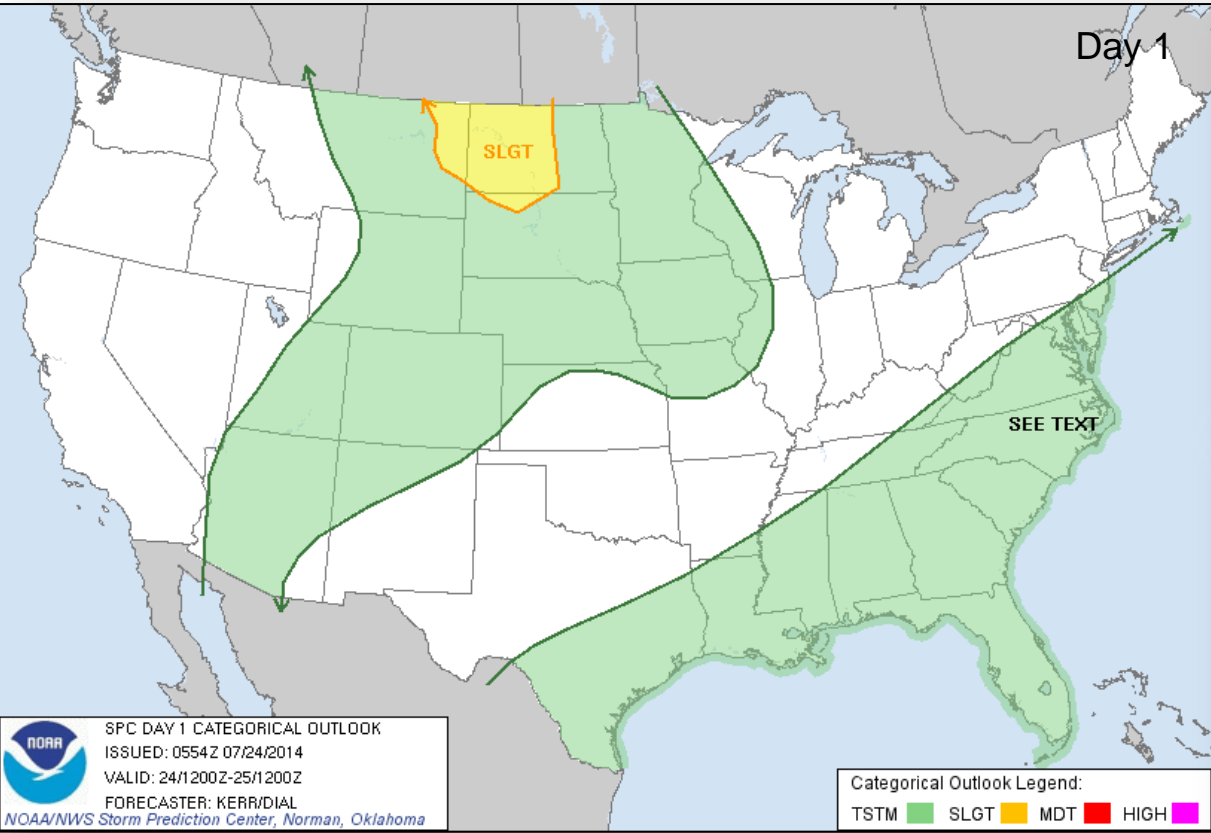 Day 1
SLGT
SEE TEXT
NOAA
SPC DAY 1 CATEGORICAL OUTLOOK
ISSUED: 0554Z 07/24/2014
VALID: 24/1200Z-25/1200Z
FORECASTER: KERR/DIAL
NOAA/NWS Storm Prediction Center, Norman, Oklahoma
Categorical Outlook Legend:
TSTM SLGT MDT HIGH